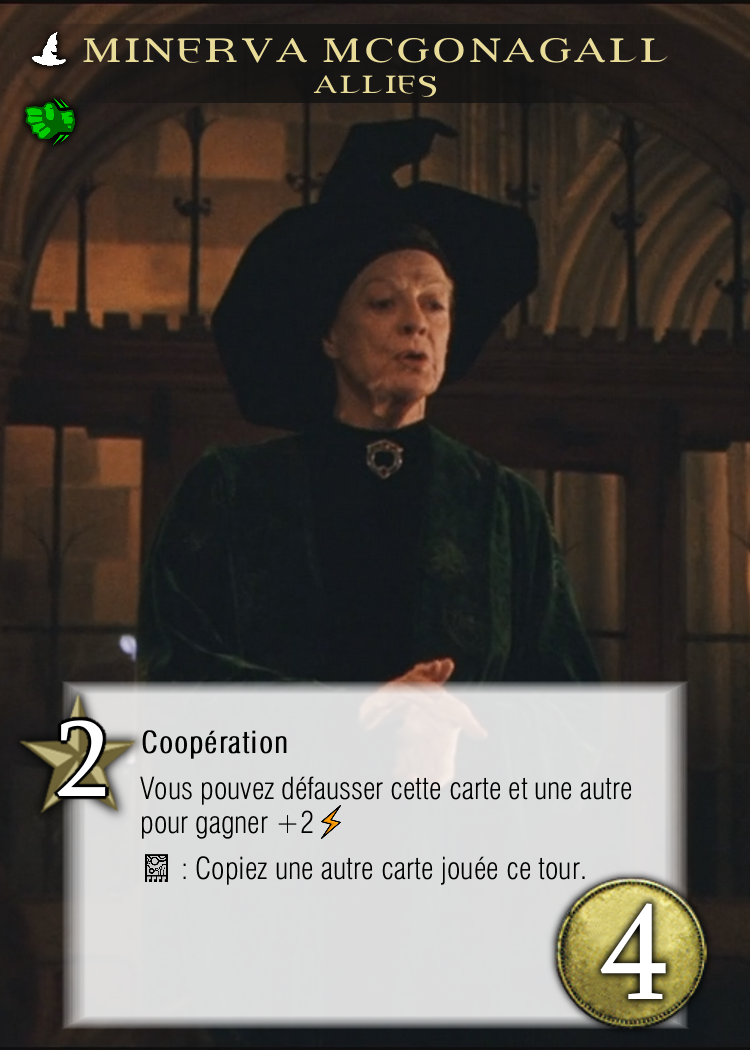 MINERVA MCGONAGALL
ALLIES
2
Coopération
Vous pouvez défausser cette carte et une autre
pour gagner +2
: Copiez une autre carte jouée ce tour.
4